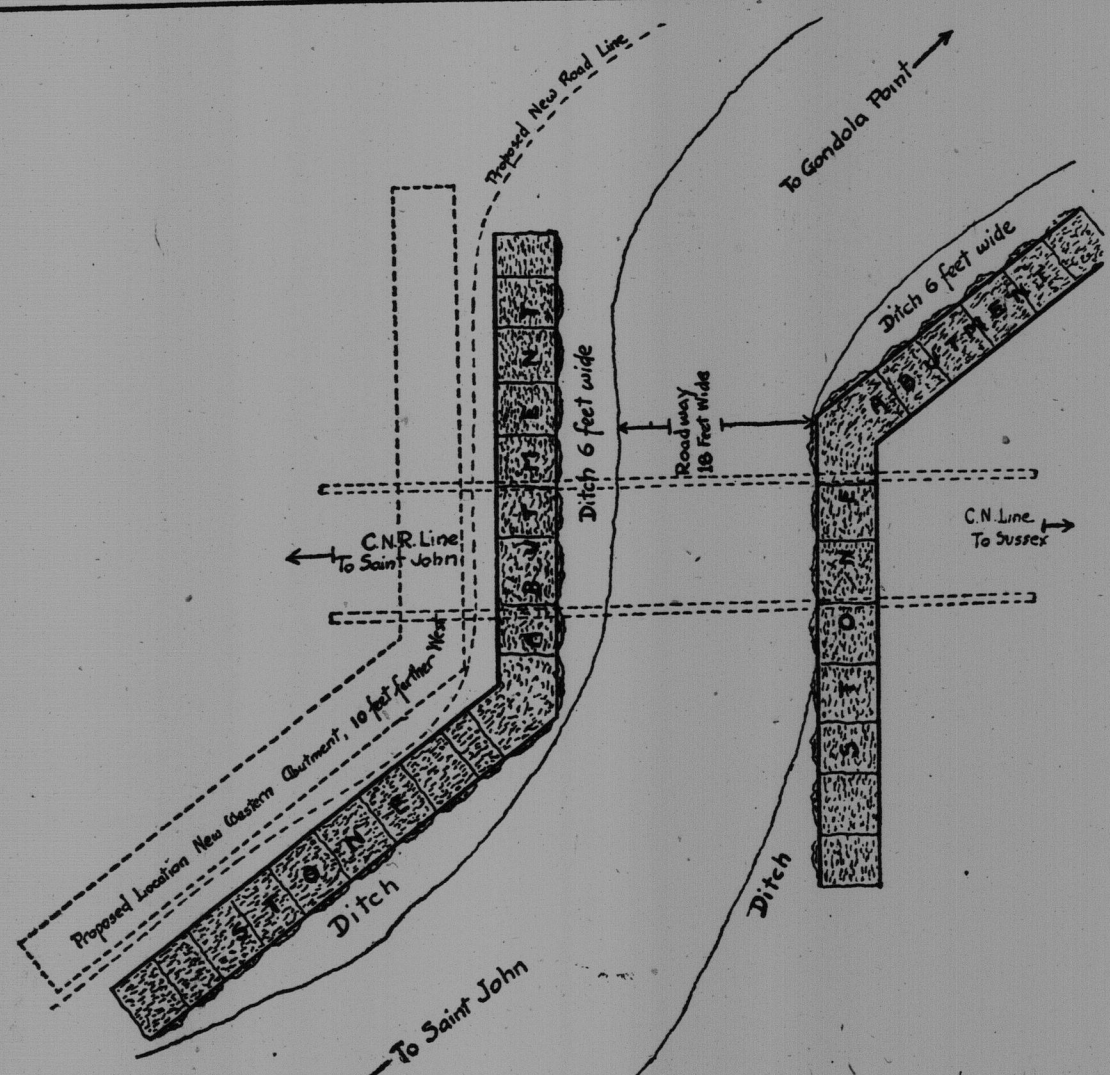 Proposed New Road Line
To Gondola Point
Ditch 6 feet wide
STONE ABUTMENT
Ditch 6 feet wide
Roadway
18 Feet Wide
STONE ABUTMENT
C.N.R. Line
To Saint John
C.N. Line
To Sussex
Proposed Location New Western Abutment, 10 feet farther West
Ditch
Ditch
To Saint John